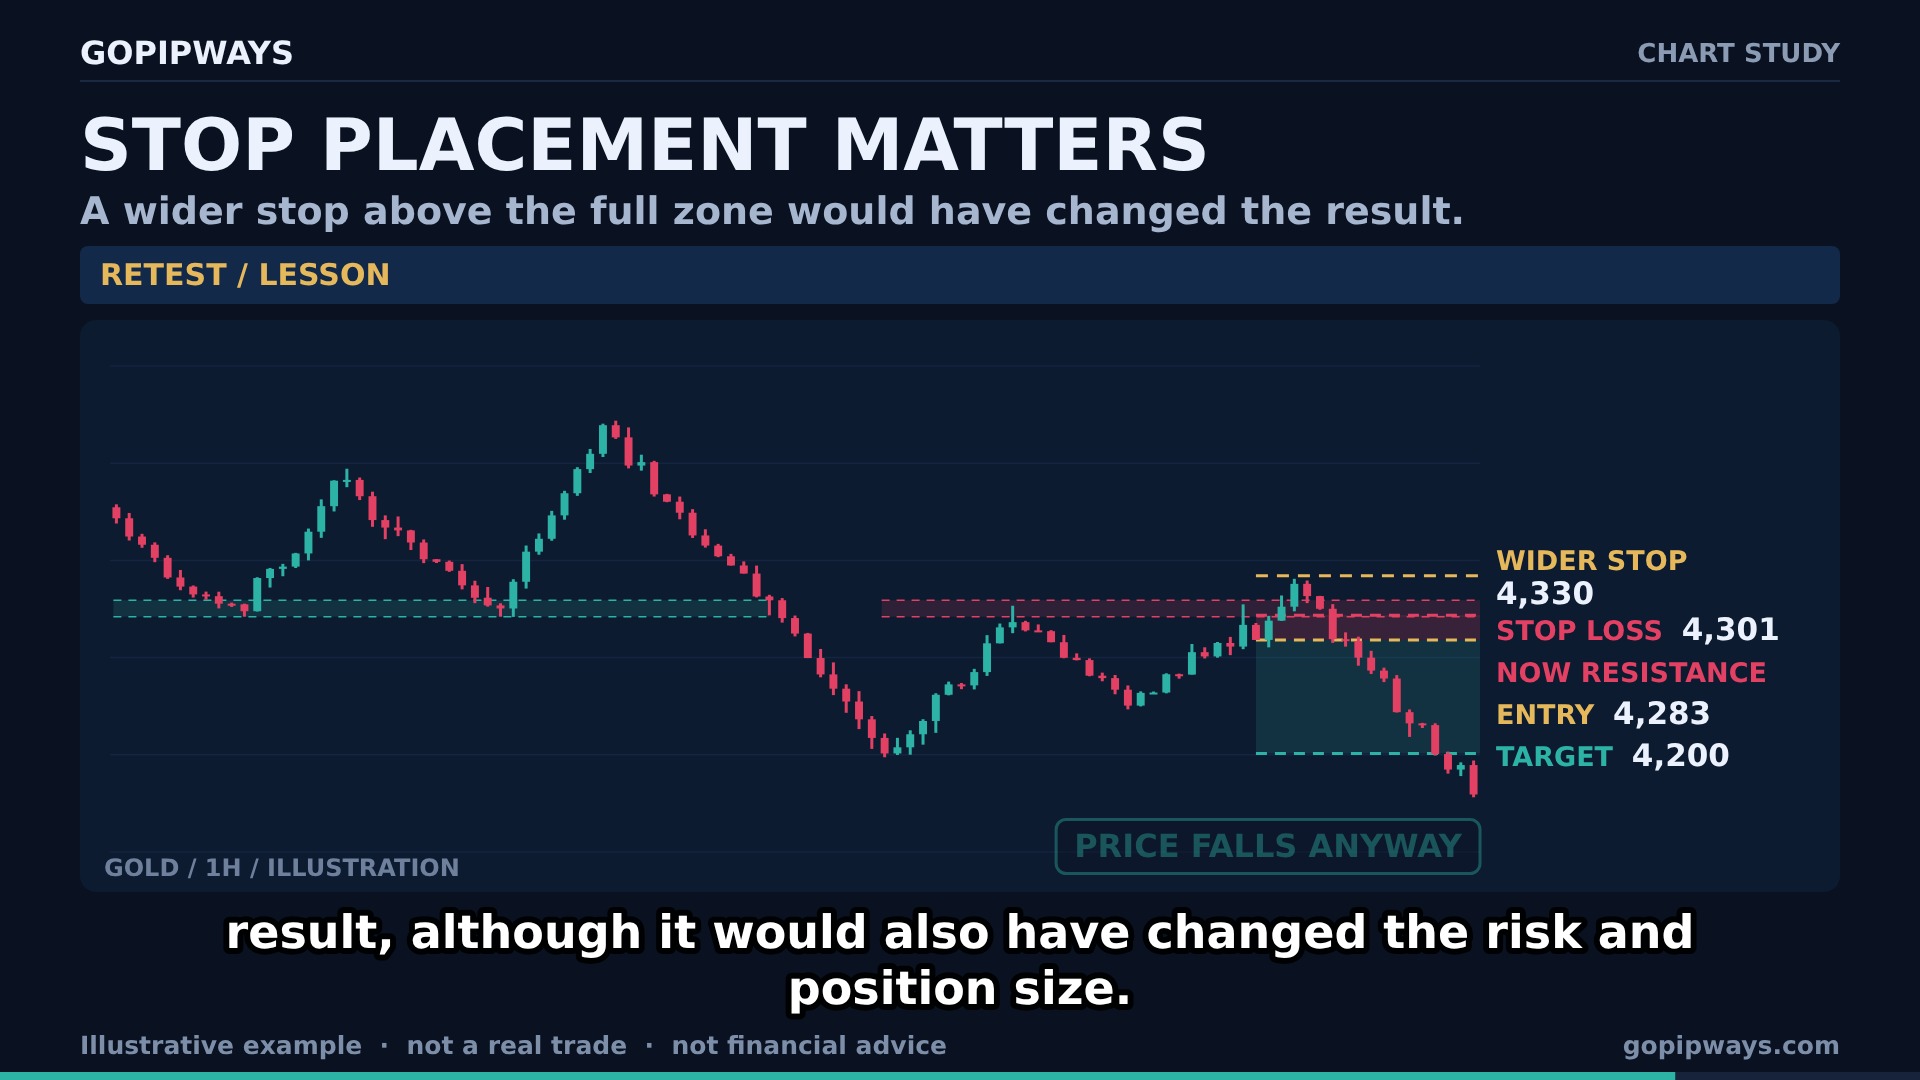 GOPIPWAYS
CHART STUDY
STOP PLACEMENT MATTERS
A wider stop above the full zone would have changed the result.
RETEST / LESSON
WIDER STOP
4,330
STOP LOSS 4,301
NOW RESISTANCE
ENTRY 4,283
TARGET 4,200
PRICE FALLS ANYWAY
GOLD / 1H / ILLUSTRATION
result, although it would also have changed the risk and
position size.
Illustrative example · not a real trade · not financial advice
gopipways.com